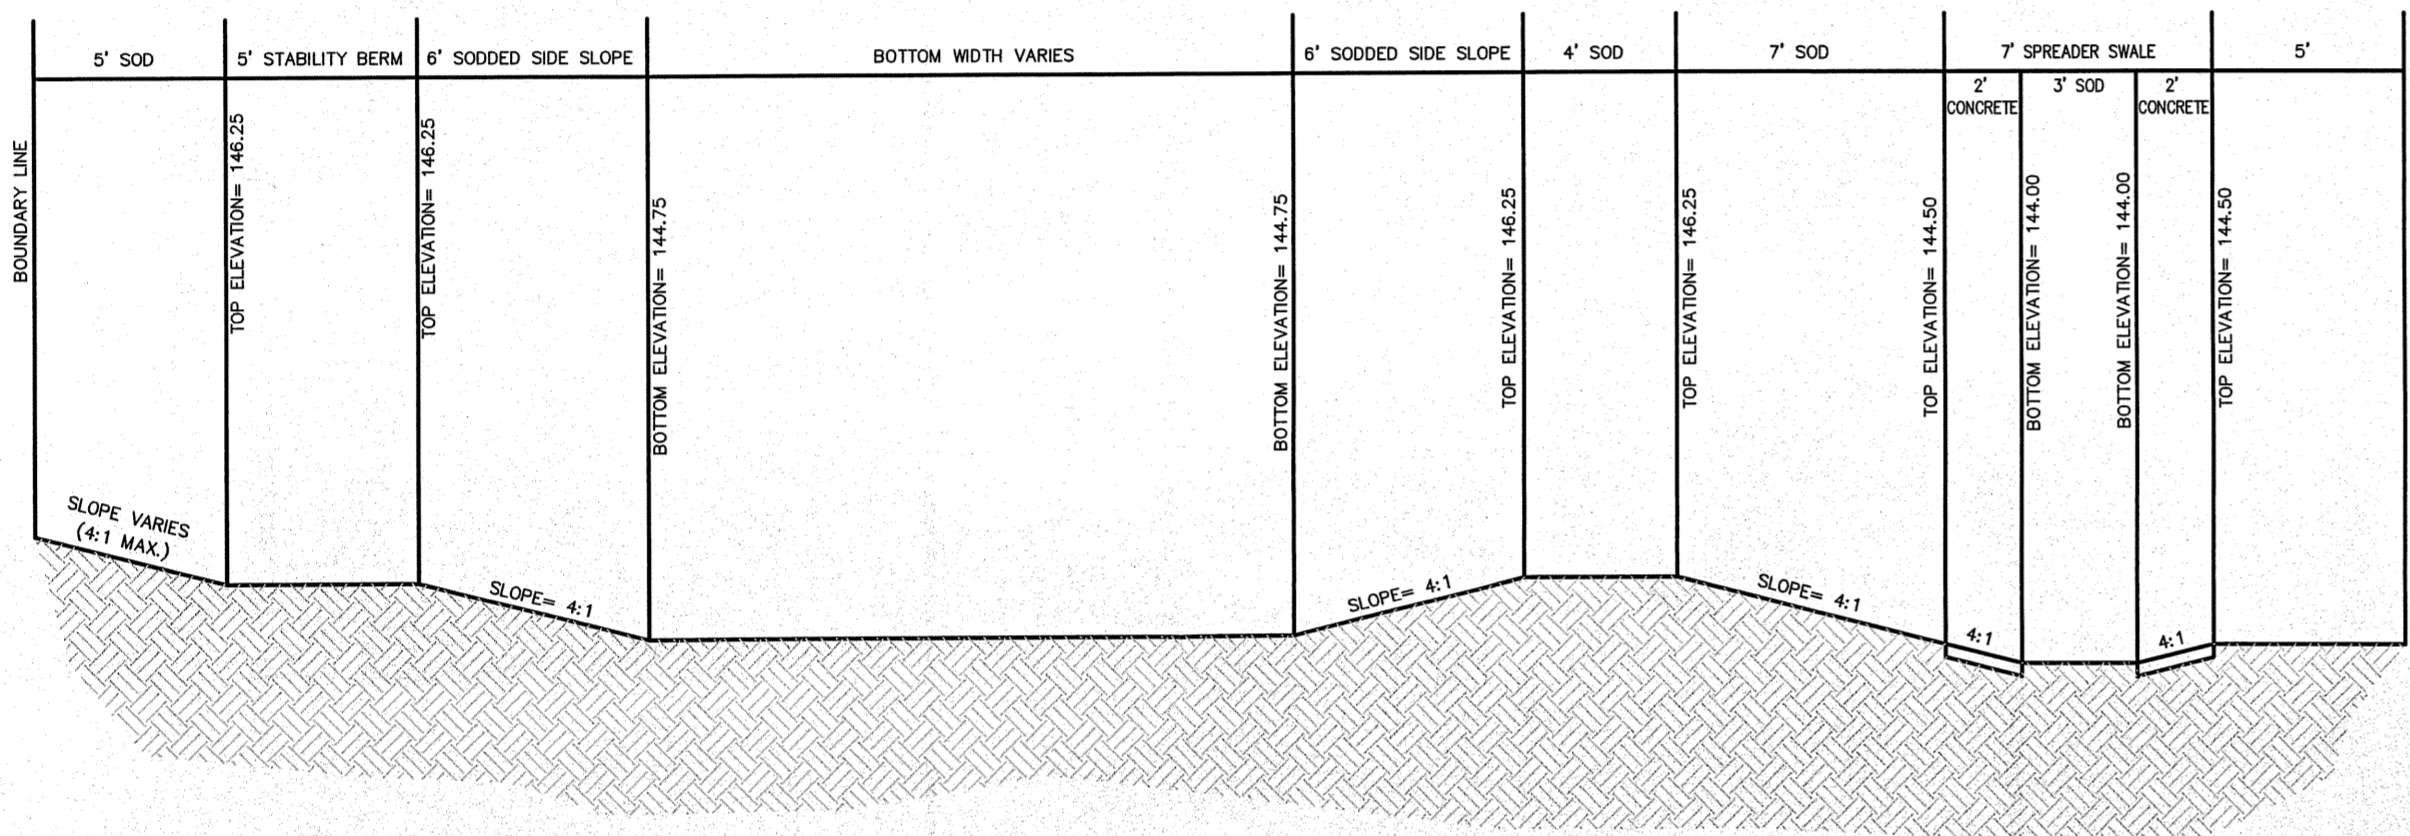 5' SOD
5' STABILITY BERM
6' SODDED SIDE SLOPE
BOTTOM WIDTH VARIES
6' SODDED SIDE SLOPE
4' SOD
7' SOD
7' SPREADER SWALE
5'
2'
CONCRETE
3' SOD
2'
CONCRETE
BOUNDARY LINE
TOP ELEVATION= 146.25
TOP ELEVATION= 146.25
BOTTOM ELEVATION= 144.75
BOTTOM ELEVATION= 144.75
TOP ELEVATION= 146.25
TOP ELEVATION= 146.25
TOP ELEVATION= 144.50
BOTTOM ELEVATION= 144.00
BOTTOM ELEVATION= 144.00
TOP ELEVATION= 144.50
SLOPE VARIES
(4:1 MAX.)
SLOPE= 4:1
SLOPE= 4:1
SLOPE= 4:1
4:1
4:1